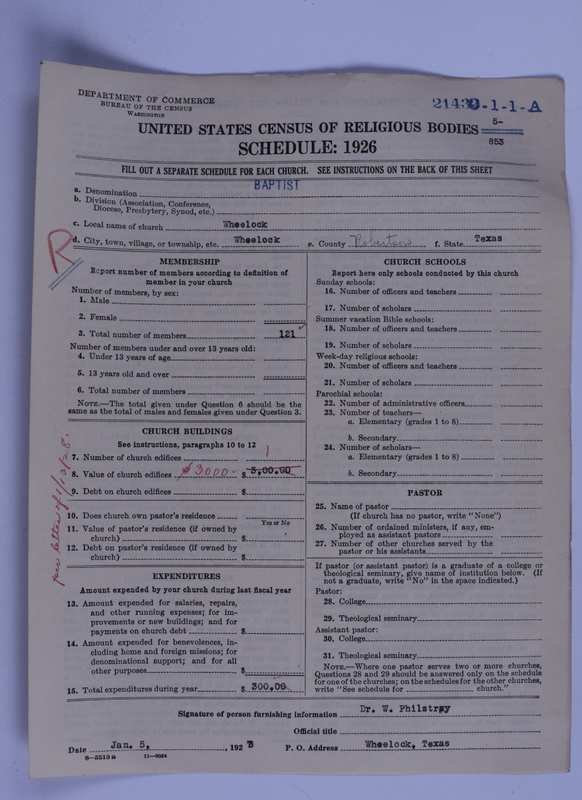 DEPARTMENT OF COMMERCE
BUREAU OF THE CENSUS
WASHINGTON
2143
-1-1-A
5-
853
UNITED STATES CENSUS OF RELIGIOUS BODIES
SCHEDULE: 1926
FILL OUT A SEPARATE SCHEDULE FOR EACH CHURCH. SEE INSTRUCTIONS ON THE BACK OF THIS SHEET
a. Denomination BAPTIST
b. Division (Association, Conference,
Diocese, Presbytery, Synod, etc.)
c. Local name of church Wheelock
d. City, town, village, or township, etc. Wheelock e. County Robertson f. State Texas
R
MEMBERSHIP
Report number of members according to definition of
member in your church
Number of members, by sex:
1. Male
2. Female
3. Total number of members 121
Number of members under and over 13 years old:
4. Under 13 years of age
5. 13 years old and over
6. Total number of members
NOTE.—The total given under Question 6 should be the
same as the total of males and females given under Question 3.
CHURCH BUILDINGS
See instructions, paragraphs 10 to 12
7. Number of church edifices 1
8. Value of church edifices $3000. $ 5,00.00
9. Debt on church edifices $
10. Does church own pastor's residence
Yes or No
11. Value of pastor's residence (if owned by
church) $
12. Debt on pastor's residence (if owned by
church) $
per letter of 1/13/28.
EXPENDITURES
Amount expended by your church during last fiscal year
13. Amount expended for salaries, repairs,
and other running expenses; for im-
provements or new buildings; and for
payments on church debt $
14. Amount expended for benevolences, in-
cluding home and foreign missions; for
denominational support; and for all
other purposes $
15. Total expenditures during year $ 300.00
CHURCH SCHOOLS
Report here only schools conducted by this church
Sunday schools:
16. Number of officers and teachers
17. Number of scholars
Summer vacation Bible schools:
18. Number of officers and teachers
19. Number of scholars
Week-day religious schools:
20. Number of officers and teachers
21. Number of scholars
Parochial schools:
22. Number of administrative officers
23. Number of teachers—
a. Elementary (grades 1 to 8)
b. Secondary
24. Number of scholars—
a. Elementary (grades 1 to 8)
b. Secondary
PASTOR
25. Name of pastor
(If church has no pastor, write "None")
26. Number of ordained ministers, if any, em-
ployed as assistant pastors
27. Number of other churches served by the
pastor or his assistants
If pastor (or assistant pastor) is a graduate of a college or
theological seminary, give name of institution below. (If
not a graduate, write "No" in the space indicated.)
Pastor:
28. College
29. Theological seminary
Assistant pastor:
30. College
31. Theological seminary
NOTE.—Where one pastor serves two or more churches,
Questions 28 and 29 should be answered only on the schedule
for one of the churches; on the schedules for the other churches,
write "See schedule for church."
Signature of person furnishing information Dr. W. Philstray
Official title
Date Jan. 5, , 192 P. O. Address Wheelock, Texas
8-5518a 11-9034